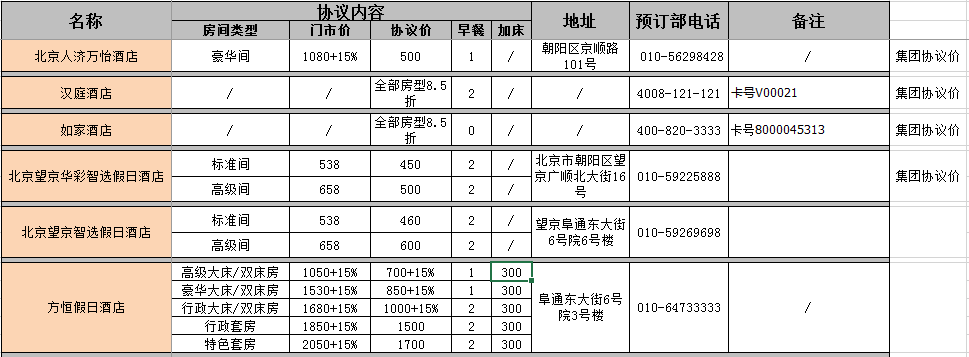 名称 协议内容 地址 预订部电话 备注
房间类型 门市价 协议价 早餐 加床
北京人济万怡酒店 豪华间 1080+15% 500 1 / 朝阳区京顺路
101号 010-56298428 / 集团协议价
汉庭酒店 / / 全部房型8.5
折 2 / / 4008-121-121 卡号V00021 集团协议价
如家酒店 / / 全部房型8.5
折 0 / / 400-820-3333 卡号8000045313 集团协议价
北京望京华彩智选假日酒店 标准间 538 450 2 / 北京市朝阳区望
京广顺北大街16
号 010-59225888 集团协议价
高级间 658 500 2 /
北京望京智选假日酒店 标准间 538 460 2 / 望京阜通东大街
6号院6号楼 010-59269698
高级间 658 600 2 /
方恒假日酒店 高级大床/双床房 1050+15% 700+15% 1 300 阜通东大街6号
院3号楼 010-64733333 /
豪华大床/双床房 1530+15% 850+15% 1 300
行政大床/双床房 1680+15% 1000+15% 2 300
行政套房 1850+15% 1500 2 300
特色套房 2050+15% 1700 2 300